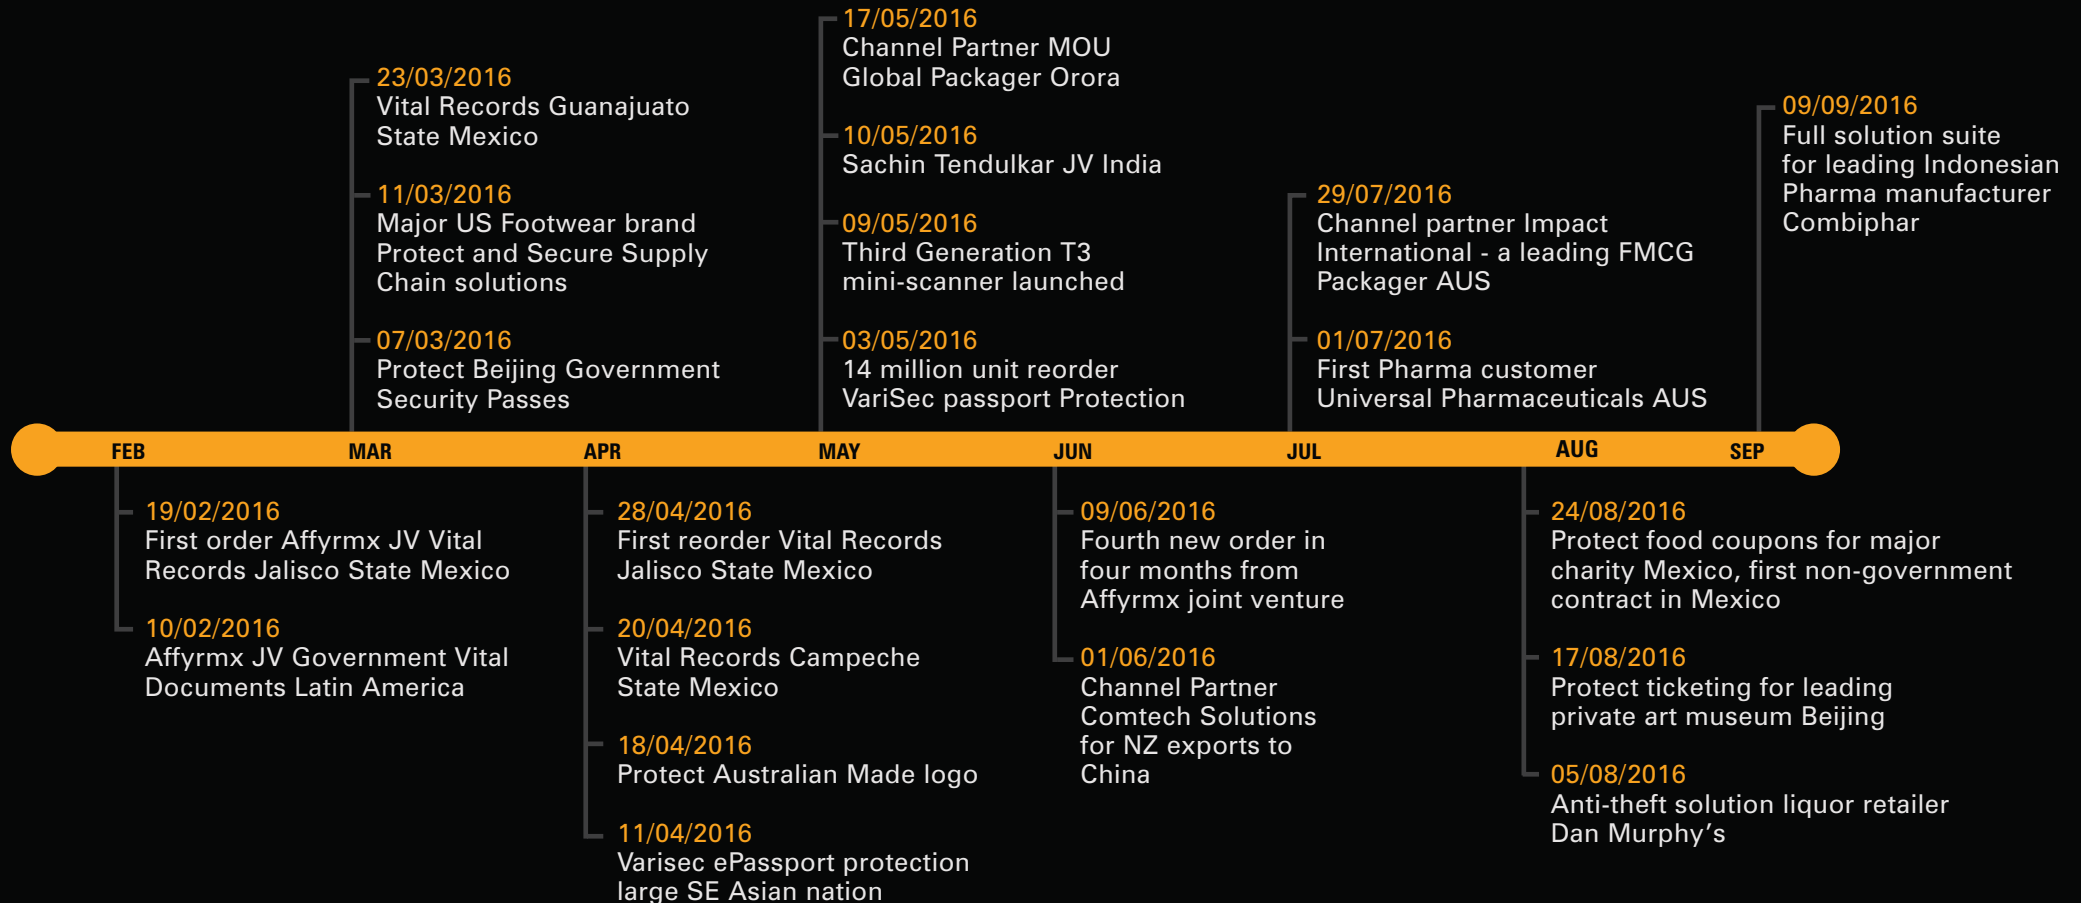 17/05/2016
Channel Partner MOU
Global Packager Orora
10/05/2016
Sachin Tendulkar JV India
09/05/2016
Third Generation T3
mini-scanner launched
03/05/2016
14 million unit reorder
VariSec passport Protection
23/03/2016
Vital Records Guanajuato
State Mexico
11/03/2016
Major US Footwear brand
Protect and Secure Supply
Chain solutions
07/03/2016
Protect Beijing Government
Security Passes
29/07/2016
Channel partner Impact
International - a leading FMCG
Packager AUS
01/07/2016
First Pharma customer
Universal Pharmaceuticals AUS
09/09/2016
Full solution suite
for leading Indonesian
Pharma manufacturer
Combiphar
FEB MAR APR MAY JUN JUL AUG SEP
19/02/2016
First order Affyrmx JV Vital
Records Jalisco State Mexico
10/02/2016
Affyrmx JV Government Vital
Documents Latin America
28/04/2016
First reorder Vital Records
Jalisco State Mexico
20/04/2016
Vital Records Campeche
State Mexico
18/04/2016
Protect Australian Made logo
11/04/2016
Varisec ePassport protection
large SE Asian nation
09/06/2016
Fourth new order in
four months from
Affyrmx joint venture
01/06/2016
Channel Partner
Comtech Solutions
for NZ exports to
China
24/08/2016
Protect food coupons for major
charity Mexico, first non-government
contract in Mexico
17/08/2016
Protect ticketing for leading
private art museum Beijing
05/08/2016
Anti-theft solution liquor retailer
Dan Murphy’s